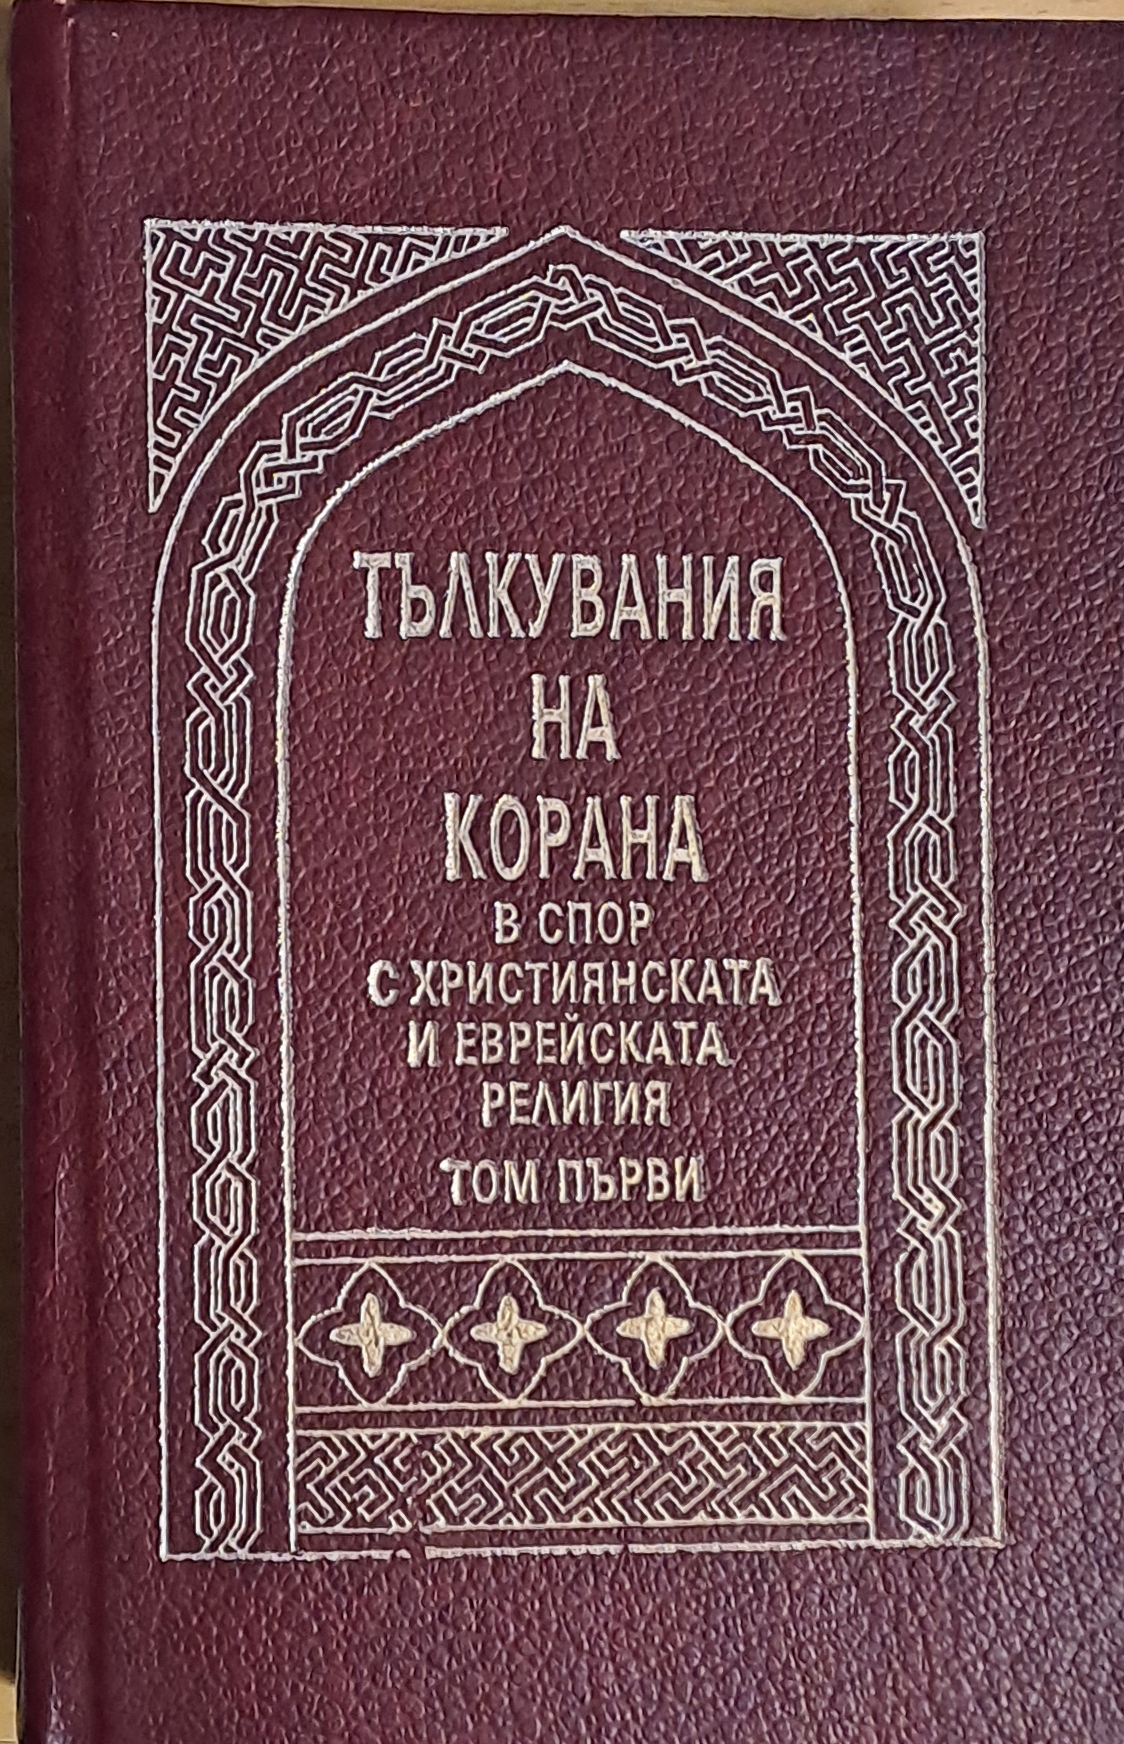 ТЪЛКУВАНИЯ
НА
КОРАНА
В СПОР
С ХРИСТИЯНСКАТА
И ЕВРЕЙСКАТА
РЕЛИГИЯ
ТОМ ПЪРВИ